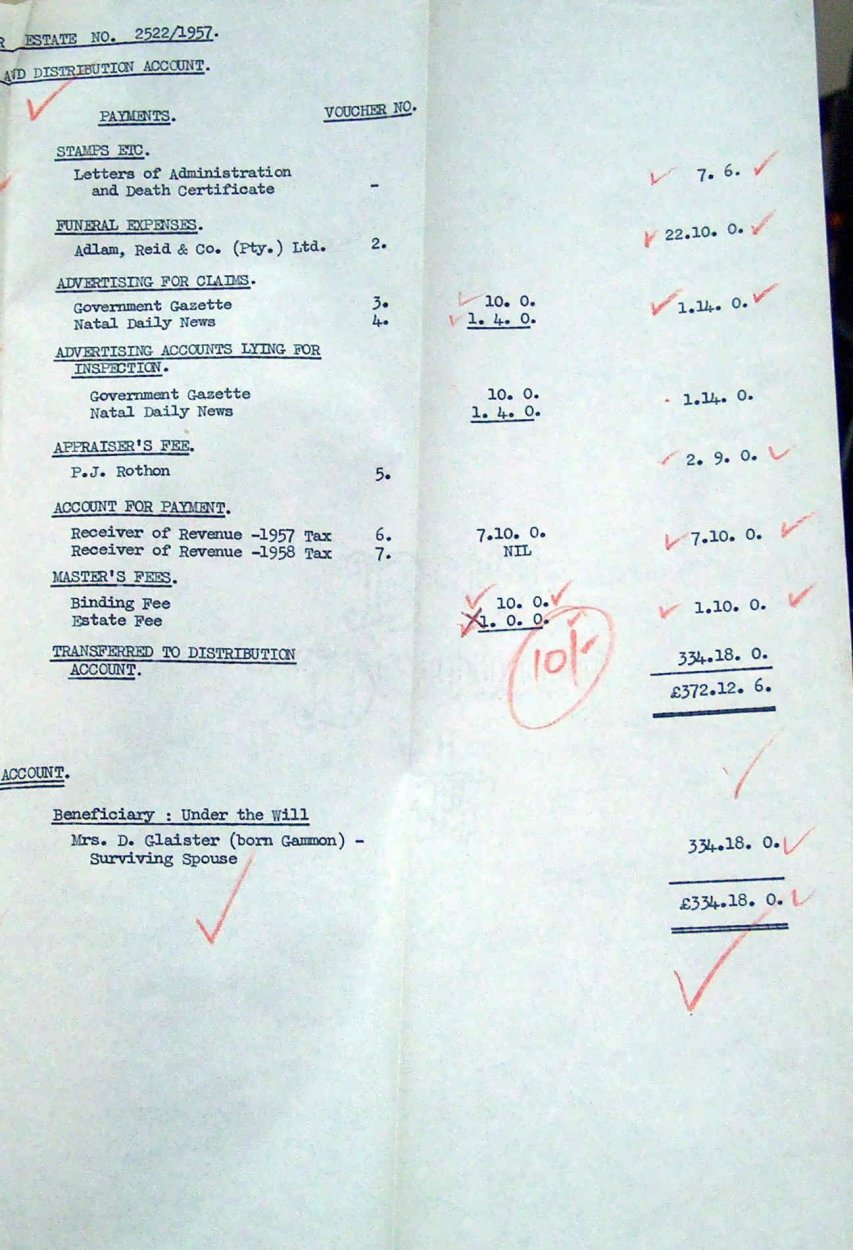 R ESTATE NO. 2522/1957.
AND DISTRIBUTION ACCOUNT.
PAYMENTS. VOUCHER NO.
STAMPS ETC.
Letters of Administration
and Death Certificate - 7. 6.
FUNERAL EXPENSES.
Adlam, Reid & Co. (Pty.) Ltd. 2. 22.10. 0.
ADVERTISING FOR CLAIMS.
Government Gazette 3. 10. 0. 1.14. 0.
Natal Daily News 4. 1. 4. 0.
ADVERTISING ACCOUNTS LYING FOR
INSPECTION.
Government Gazette 10. 0. 1.14. 0.
Natal Daily News 1. 4. 0.
APPRAISER'S FEE.
P.J. Rothon 5. 2. 9. 0.
ACCOUNT FOR PAYMENT.
Receiver of Revenue -1957 Tax 6. 7.10. 0. 7.10. 0.
Receiver of Revenue -1958 Tax 7. NIL
MASTER'S FEES.
Binding Fee 10. 0. 1.10. 0.
Estate Fee 1. 0. 0.
10/-
TRANSFERRED TO DISTRIBUTION
ACCOUNT. 334.18. 0.
£372.12. 6.
ACCOUNT.
Beneficiary : Under the Will
Mrs. D. Glaister (born Gammon) - 334.18. 0.
Surviving Spouse
£334.18. 0.